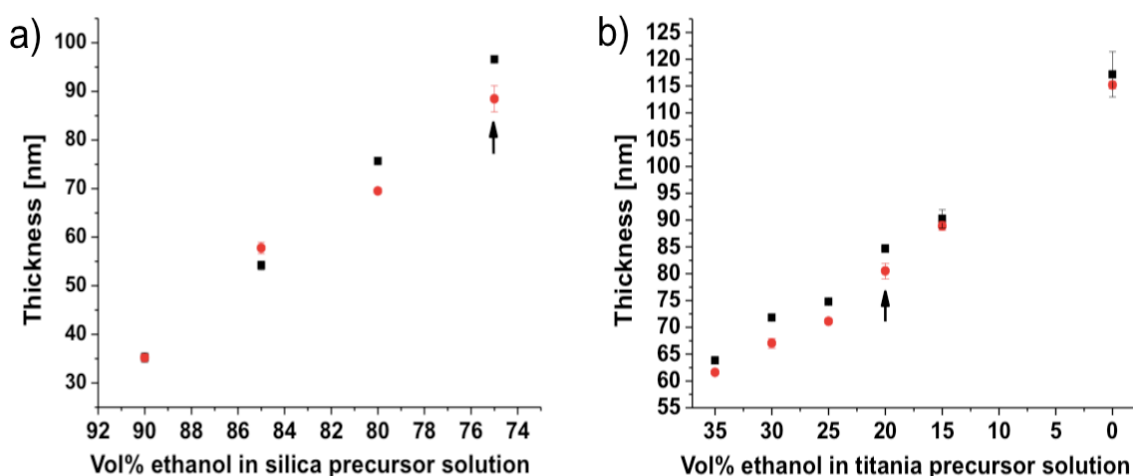 a)
100
90
80
70
60
50
40
30
Thickness [nm]
92 90 88 86 84 82 80 78 76 74
Vol% ethanol in silica precursor solution
b)
125
120
115
110
105
100
95
90
85
80
75
70
65
60
55
Thickness [nm]
35 30 25 20 15 10 5 0
Vol% ethanol in titania precursor solution